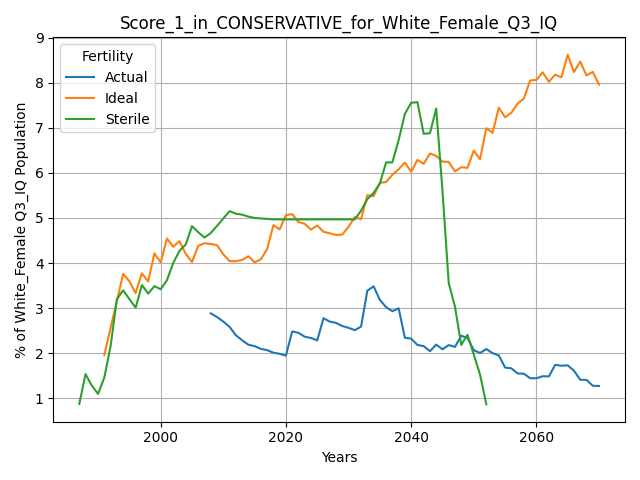 Score_1_in_CONSERVATIVE_for_White_Female_Q3_IQ
Fertility
Actual
Ideal
Sterile
% of White_Female Q3_IQ Population
9
8
7
6
5
4
3
2
1
2000 2020 2040 2060
Years